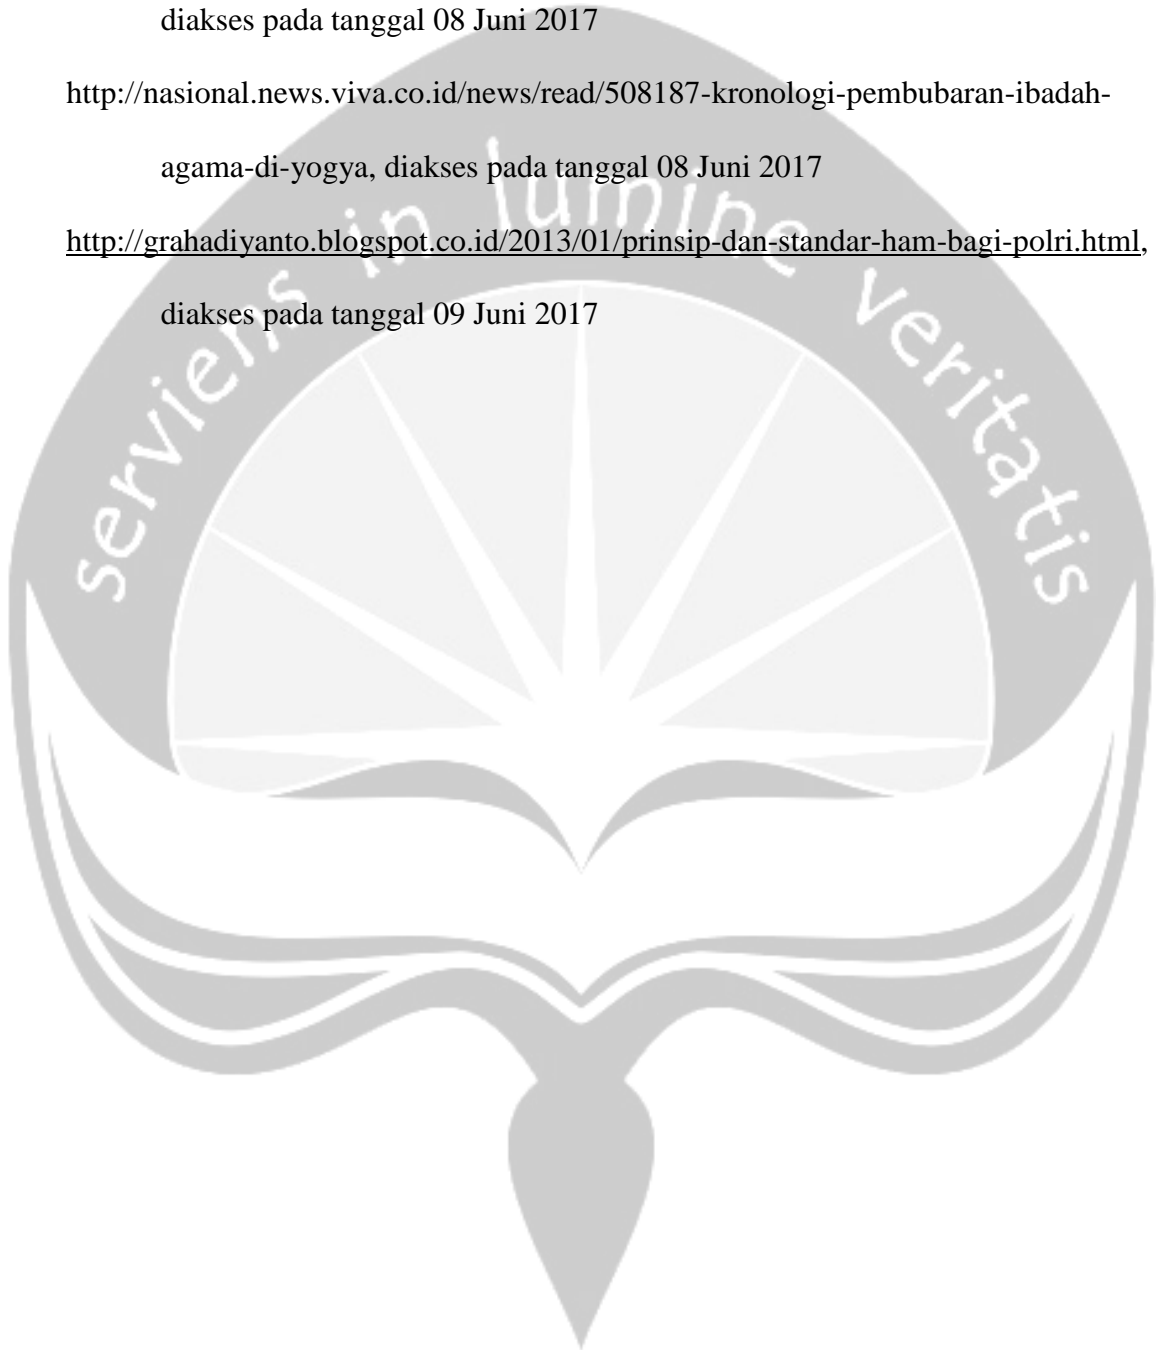 diakses pada tanggal 08 Juni 2017
http://nasional.news.viva.co.id/news/read/508187-kronologi-pembubaran-ibadah-
agama-di-yogya, diakses pada tanggal 08 Juni 2017
http://grahadiyanto.blogspot.co.id/2013/01/prinsip-dan-standar-ham-bagi-polri.html,
diakses pada tanggal 09 Juni 2017
serviens in lumine veritatis